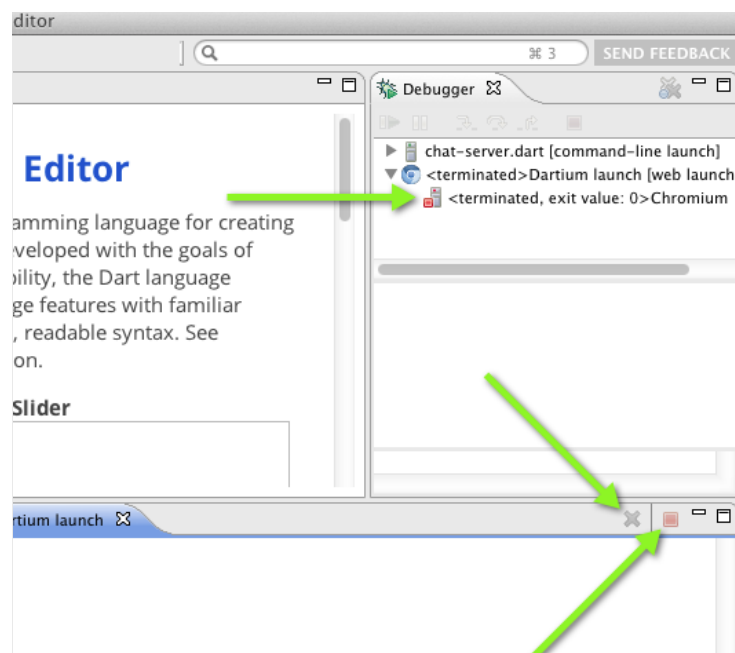 ditor
⌘ 3
SEND FEEDBACK
Debugger
chat-server.dart [command-line launch]
<terminated>Dartium launch [web launch
<terminated, exit value: 0>Chromium
Editor
amming language for creating
veloped with the goals of
bility, the Dart language
ge features with familiar
, readable syntax. See
on.
Slider
rtium launch